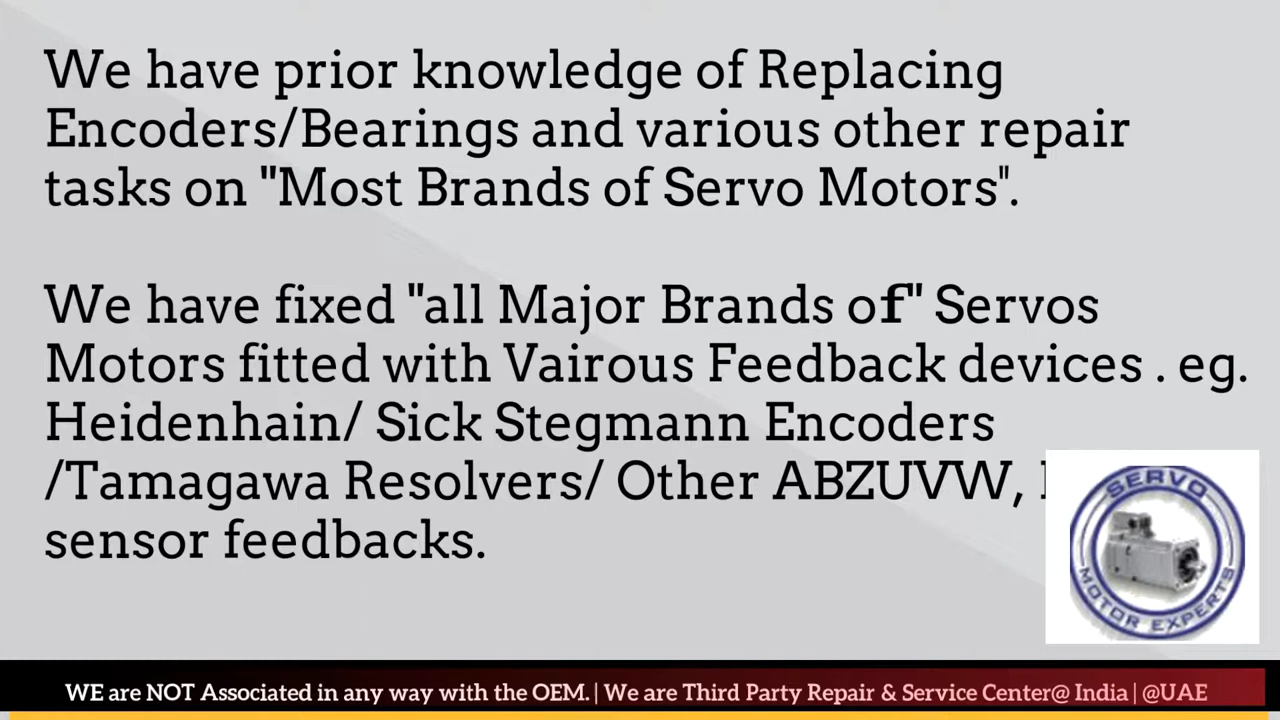 We have prior knowledge of Replacing
Encoders/Bearings and various other repair
tasks on "Most Brands of Servo Motors".
We have fixed "all Major Brands of" Servos
Motors fitted with Vairous Feedback devices . eg.
Heidenhain/ Sick Stegmann Encoders
/Tamagawa Resolvers/ Other ABZUVW,
sensor feedbacks.
SERVO
MOTOR EXPERTS
WE are NOT Associated in any way with the OEM. | We are Third Party Repair & Service Center@ India | @UAE